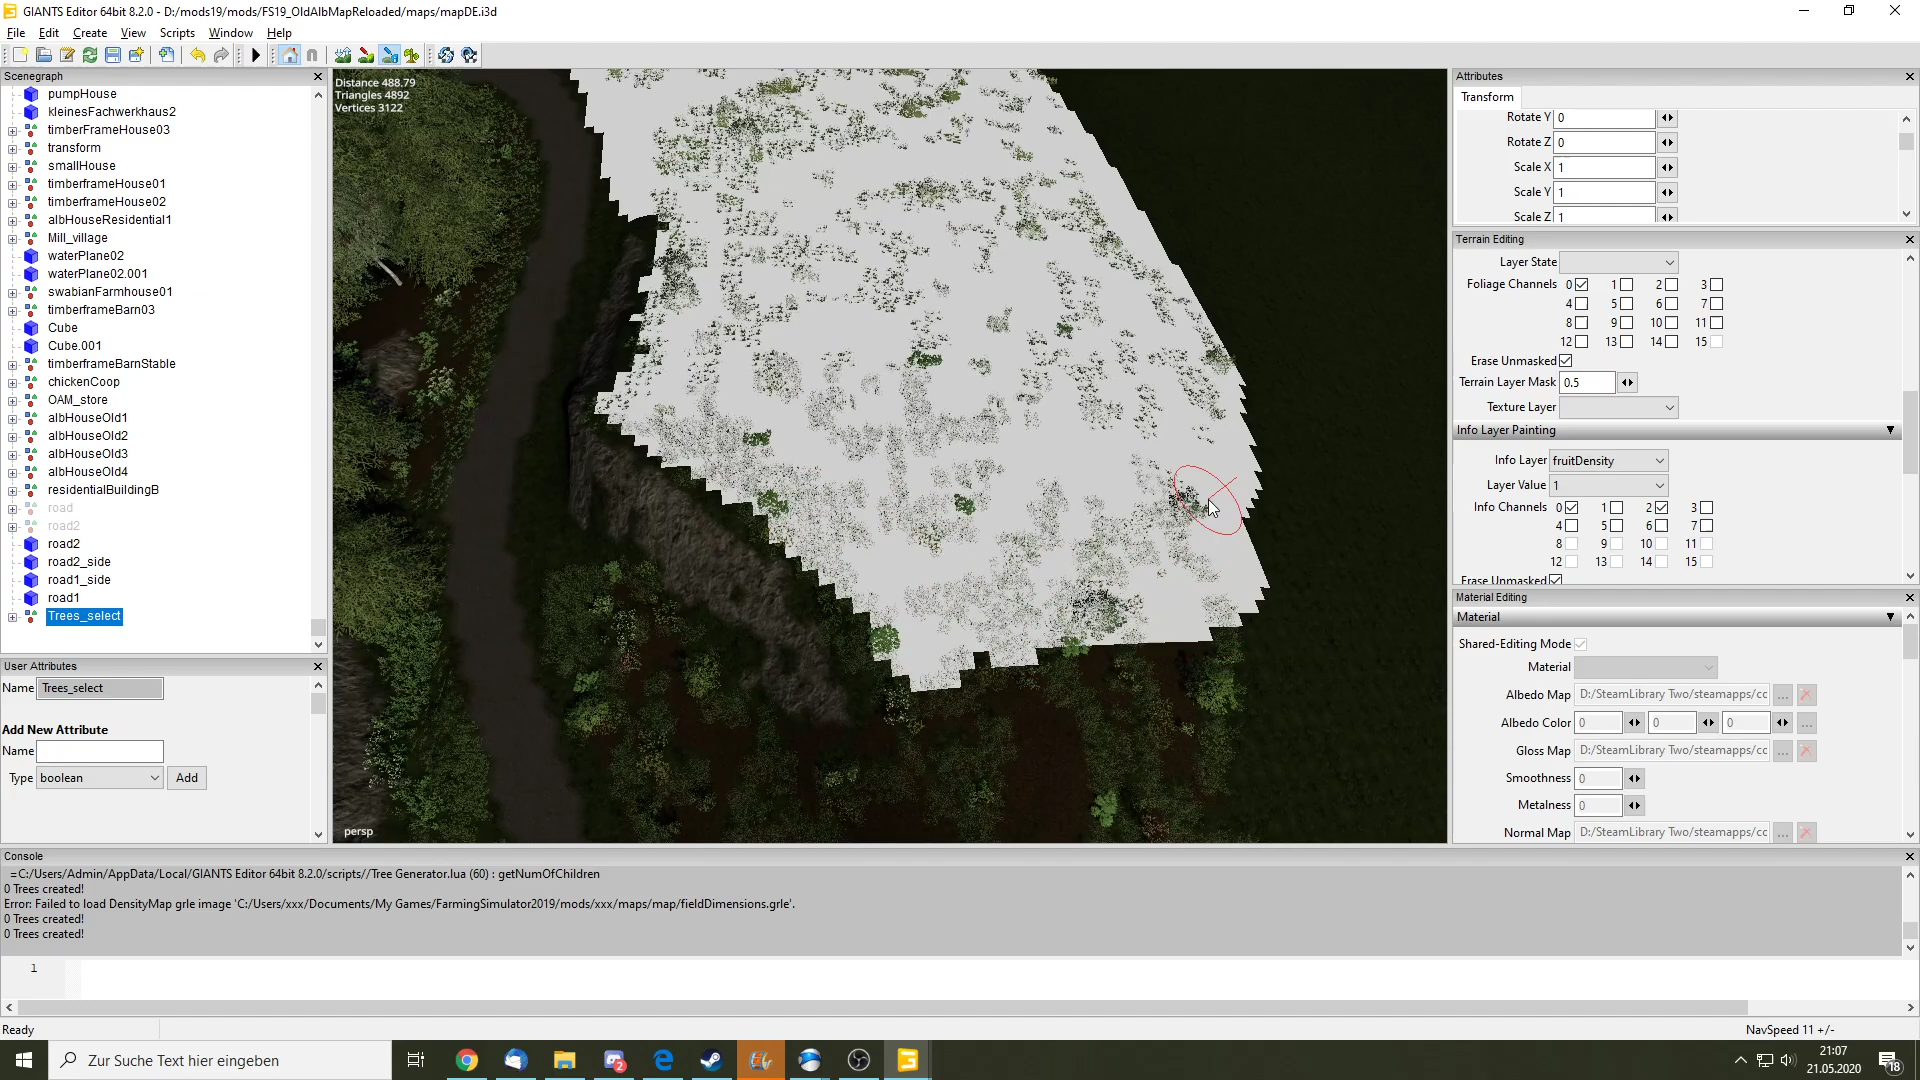 GIANTS Editor 64bit 8.2.0 - D:/mods19/mods/FS19_OldAlbMapReloaded/maps/mapDE.i3d
File Edit Create View Scripts Window Help
Scenegraph
pumpHouse
kleinesFachwerkhaus2
timberFrameHouse03
transform
smallHouse
timberframeHouse01
timberframeHouse02
albHouseResidential1
Mill_village
waterPlane02
waterPlane02.001
swabianFarmhouse01
timberframeBarn03
Cube
Cube.001
timberframeBarnStable
chickenCoop
OAM_store
albHouseOld1
albHouseOld2
albHouseOld3
albHouseOld4
residentialBuildingB
road
road2
road2
road2_side
road1_side
road1
Trees_select
User Attributes
Name Trees_select
Add New Attribute
Name
Type boolean Add
Distance 488.79
Triangles 4892
Vertices 3122
persp
Attributes
Transform
Rotate Y 0
Rotate Z 0
Scale X 1
Scale Y 1
Scale Z 1
Terrain Editing
Layer State
Foliage Channels 0 1 2 3
4 5 6 7
8 9 10 11
12 13 14 15
Erase Unmasked
Terrain Layer Mask 0.5
Texture Layer
Info Layer Painting
Info Layer fruitDensity
Layer Value 1
Info Channels 0 1 2 3
4 5 6 7
8 9 10 11
12 13 14 15
Erase Unmasked
Material Editing
Material
Shared-Editing Mode
Material
Albedo Map D:/SteamLibrary Two/steamapps/cc ...
Albedo Color 0 0 0 ...
Gloss Map D:/SteamLibrary Two/steamapps/cc ...
Smoothness 0
Metalness 0
Normal Map D:/SteamLibrary Two/steamapps/cc ...
Console
=C:/Users/Admin/AppData/Local/GIANTS Editor 64bit 8.2.0/scripts//Tree Generator.lua (60) : getNumOfChildren
0 Trees created!
Error: Failed to load DensityMap grle image 'C:/Users/xxx/Documents/My Games/FarmingSimulator2019/mods/xxx/maps/map/fieldDimensions.grle'.
0 Trees created!
0 Trees created!
1
Ready
NavSpeed 11 +/-
Zur Suche Text hier eingeben
2
21:07
21.05.2020
18